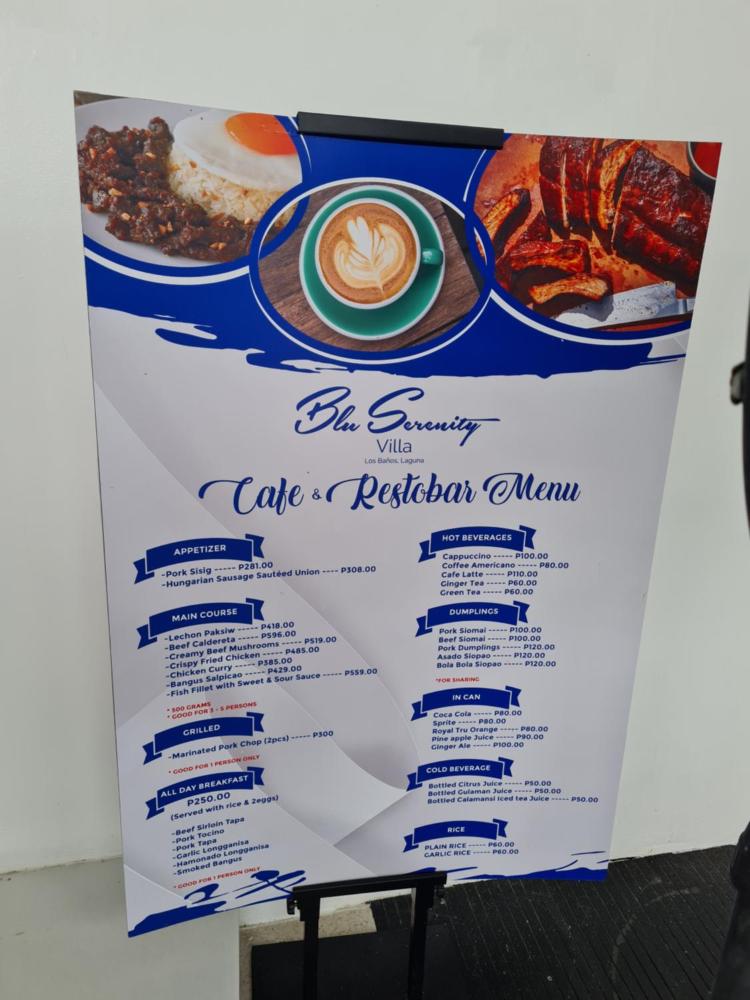 Blu Serenity
Villa
Los Baños, Laguna
Cafe & Restobar Menu
APPETIZER
-Pork Sisig ----- P281.00
-Hungarian Sausage Sautéed Union ---- P308.00
MAIN COURSE
-Lechon Paksiw ----- P418.00
-Beef Caldereta ----- P596.00
-Creamy Beef Mushrooms ----- P519.00
-Crispy Fried Chicken ----- P485.00
-Chicken Curry ----- P385.00
-Bangus Salpicao ----- P429.00
-Fish Fillet with Sweet & Sour Sauce ----- P559.00
* 500 GRAMS
* GOOD FOR 3 - 5 PERSONS
GRILLED
-Marinated Pork Chop (2pcs) ----- P300
* GOOD FOR 1 PERSON ONLY
ALL DAY BREAKFAST
P250.00
(Served with rice & 2eggs)
-Beef Sirloin Tapa
-Pork Tocino
-Pork Tapa
-Garlic Longganisa
-Hamonado Longganisa
-Smoked Bangus
* GOOD FOR 1 PERSON ONLY
HOT BEVERAGES
Cappuccino ----- P100.00
Coffee Americano ----- P80.00
Cafe Latte ----- P110.00
Ginger Tea ----- P60.00
Green Tea ----- P60.00
DUMPLINGS
Pork Siomai ----- P100.00
Beef Siomai ----- P100.00
Pork Dumplings ----- P120.00
Asado Siopao ----- P120.00
Bola Bola Siopao ----- P120.00
*FOR SHARING
IN CAN
Coca Cola ----- P80.00
Sprite ----- P80.00
Royal Tru Orange ----- P80.00
Pine apple Juice ----- P90.00
Ginger Ale ----- P100.00
COLD BEVERAGE
Bottled Citrus Juice ----- P50.00
Bottled Gulaman Juice ----- P50.00
Bottled Calamansi Iced tea Juice ----- P50.00
RICE
PLAIN RICE ----- P60.00
GARLIC RICE ----- P60.00